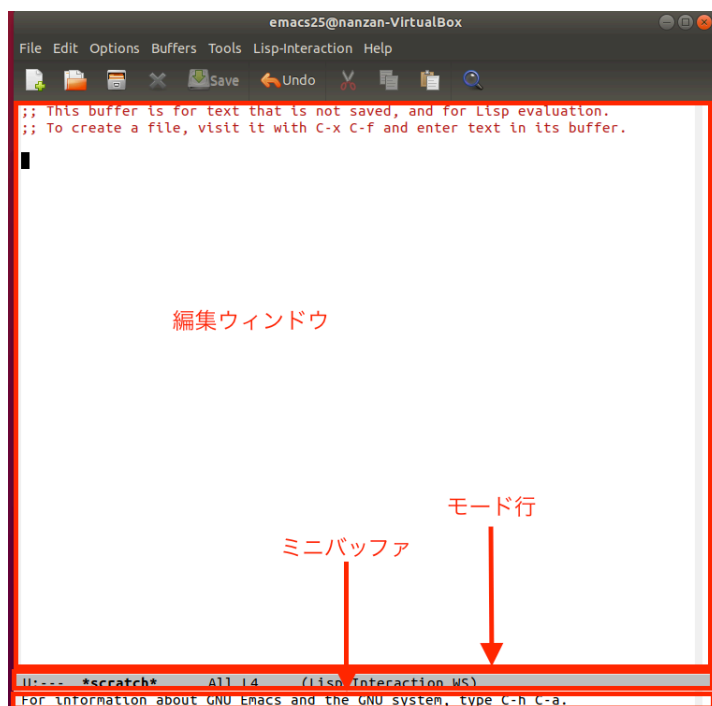 emacs25@nanzan-VirtualBox
File Edit Options Buffers Tools Lisp-Interaction Help
Save Undo
;; This buffer is for text that is not saved, and for Lisp evaluation.
;; To create a file, visit it with C-x C-f and enter text in its buffer.
編集ウィンドウ
モード行
ミニバッファ
U:--- *scratch* All L4 (Lisp Interaction WS)
For information about GNU Emacs and the GNU system, type C-h C-a.